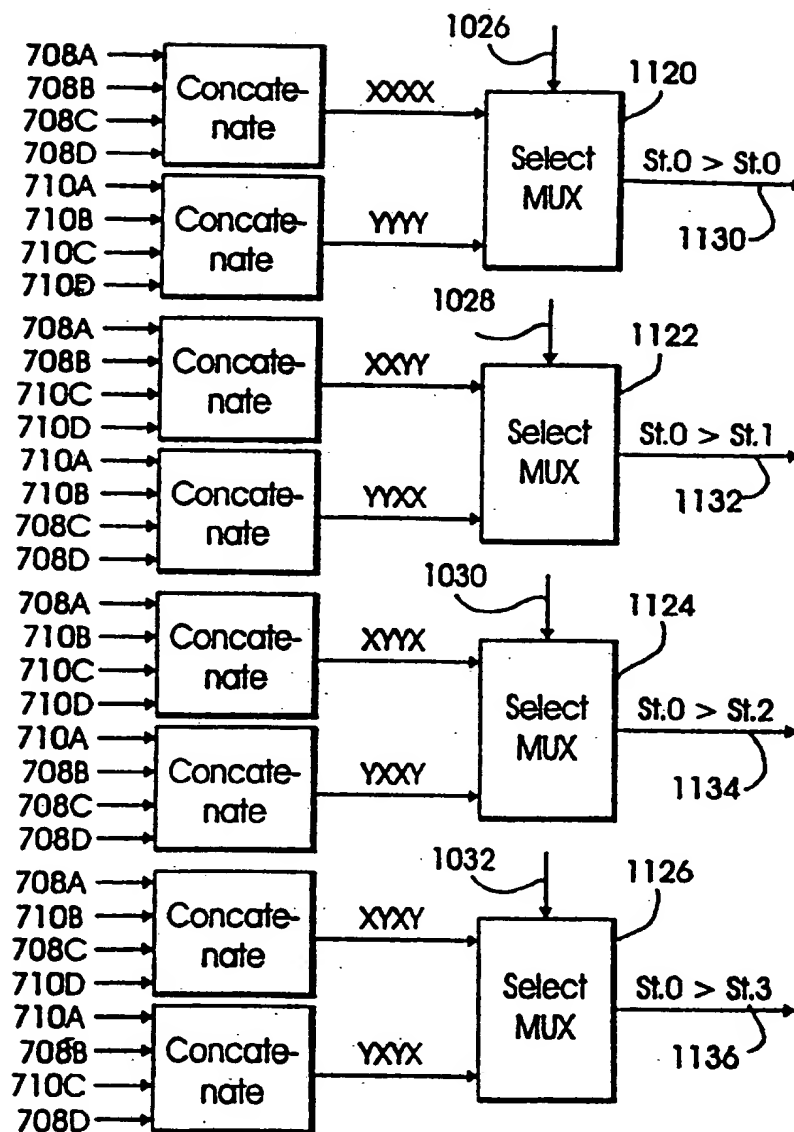 1026
708A
708B
708C
708D
Concate-
nate
XXXX
1120
Select
MUX
St.0 > St.0
1130
710A
710B
710C
710D
Concate-
nate
YYYY
1028
708A
708B
710C
710D
Concate-
nate
XXYY
1122
Select
MUX
St.0 > St.1
1132
710A
710B
708C
708D
Concate-
nate
YYXX
1030
708A
710B
710C
710D
Concate-
nate
XYYX
1124
Select
MUX
St.0 > St.2
1134
710A
708B
708C
708D
Concate-
nate
YXXY
1032
708A
710B
708C
710D
Concate-
nate
XYXY
1126
Select
MUX
St.0 > St.3
1136
710A
708B
710C
708D
Concate-
nate
YXYX